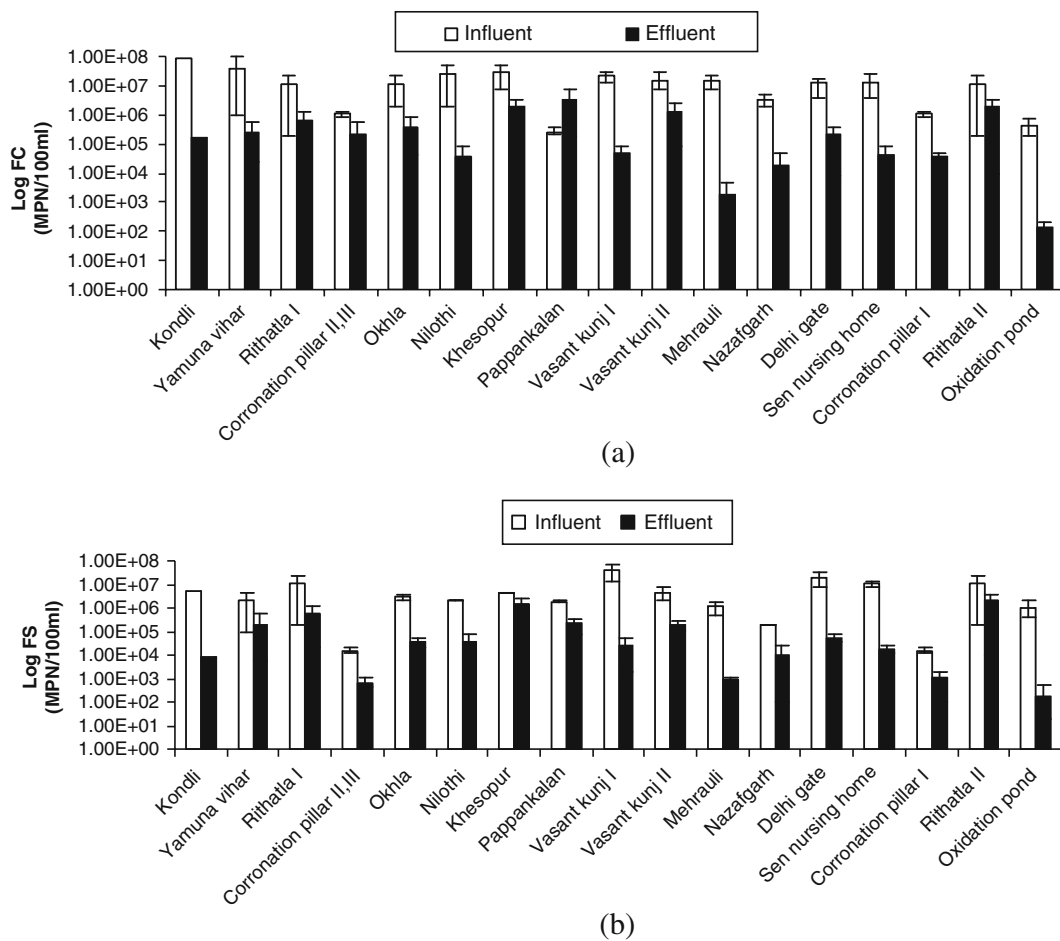 (a)
Influent Effluent
Log FC
(MPN/100ml)
1.00E+08
1.00E+07
1.00E+06
1.00E+05
1.00E+04
1.00E+03
1.00E+02
1.00E+01
1.00E+00
Kondli
Yamuna vihar
Rithatla I
Corronation pillar II,III
Okhla
Nilothi
Khesopur
Pappankalan
Vasant kunj I
Vasant kunj II
Mehrauli
Nazafgarh
Delhi gate
Sen nursing home
Corronation pillar I
Rithatla II
Oxidation pond
(a)
Influent Effluent
Log FS
(MPN/100ml)
1.00E+08
1.00E+07
1.00E+06
1.00E+05
1.00E+04
1.00E+03
1.00E+02
1.00E+01
1.00E+00
Kondli
Yamuna vihar
Rithatla I
Corronation pillar II,III
Okhla
Nilothi
Khesopur
Pappankalan
Vasant kunj I
Vasant kunj II
Mehrauli
Nazafgarh
Delhi gate
Sen nursing home
Corronation pillar I
Rithatla II
Oxidation pond
(b)